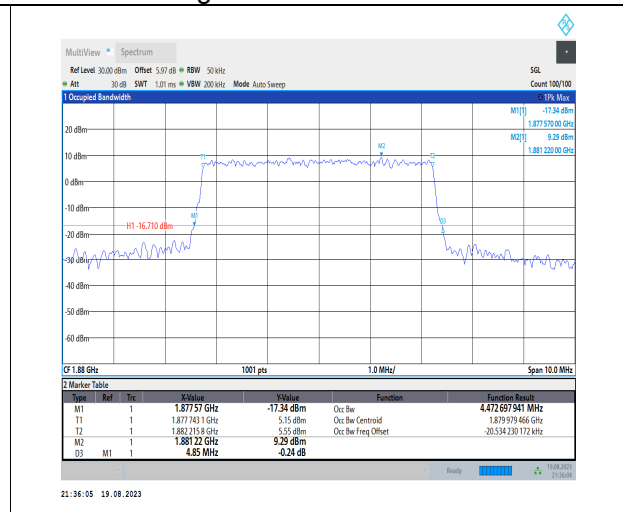 MultiView Spectrum
Ref Level 30.00 dBm Offset 5.97 dB RBW 50 kHz SGL
Att 30 dB SWT 1.01 ms VBW 200 kHz Mode Auto Sweep Count 100/100
1 Occupied Bandwidth 1Pk Max
M1[1] -17.34 dBm
1.877 570 00 GHz
M2[1] 9.29 dBm
1.881 220 00 GHz
20 dBm
M2
10 dBm
T1
0 dBm
-10 dBm
M1
D3
H1 -16.710 dBm
-20 dBm
-30 dBm
-40 dBm
-50 dBm
-60 dBm
CF 1.88 GHz 1001 pts 1.0 MHz/ Span 10.0 MHz
2 Marker Table
Type Ref Trc X-Value Y-Value Function Function Result
M1 1 1.877 57 GHz -17.34 dBm Occ Bw 4.472 697 941 MHz
T1 1 1.877 743 1 GHz 5.15 dBm Occ Bw Centroid 1.879 979 466 GHz
T2 1 1.882 215 8 GHz 5.55 dBm Occ Bw Freq Offset -20.534 230 172 kHz
M2 1 1.881 22 GHz 9.29 dBm
D3 M1 1 4.85 MHz -0.24 dB
Ready 19.08.2023
21:36:04
21:36:05 19.08.2023